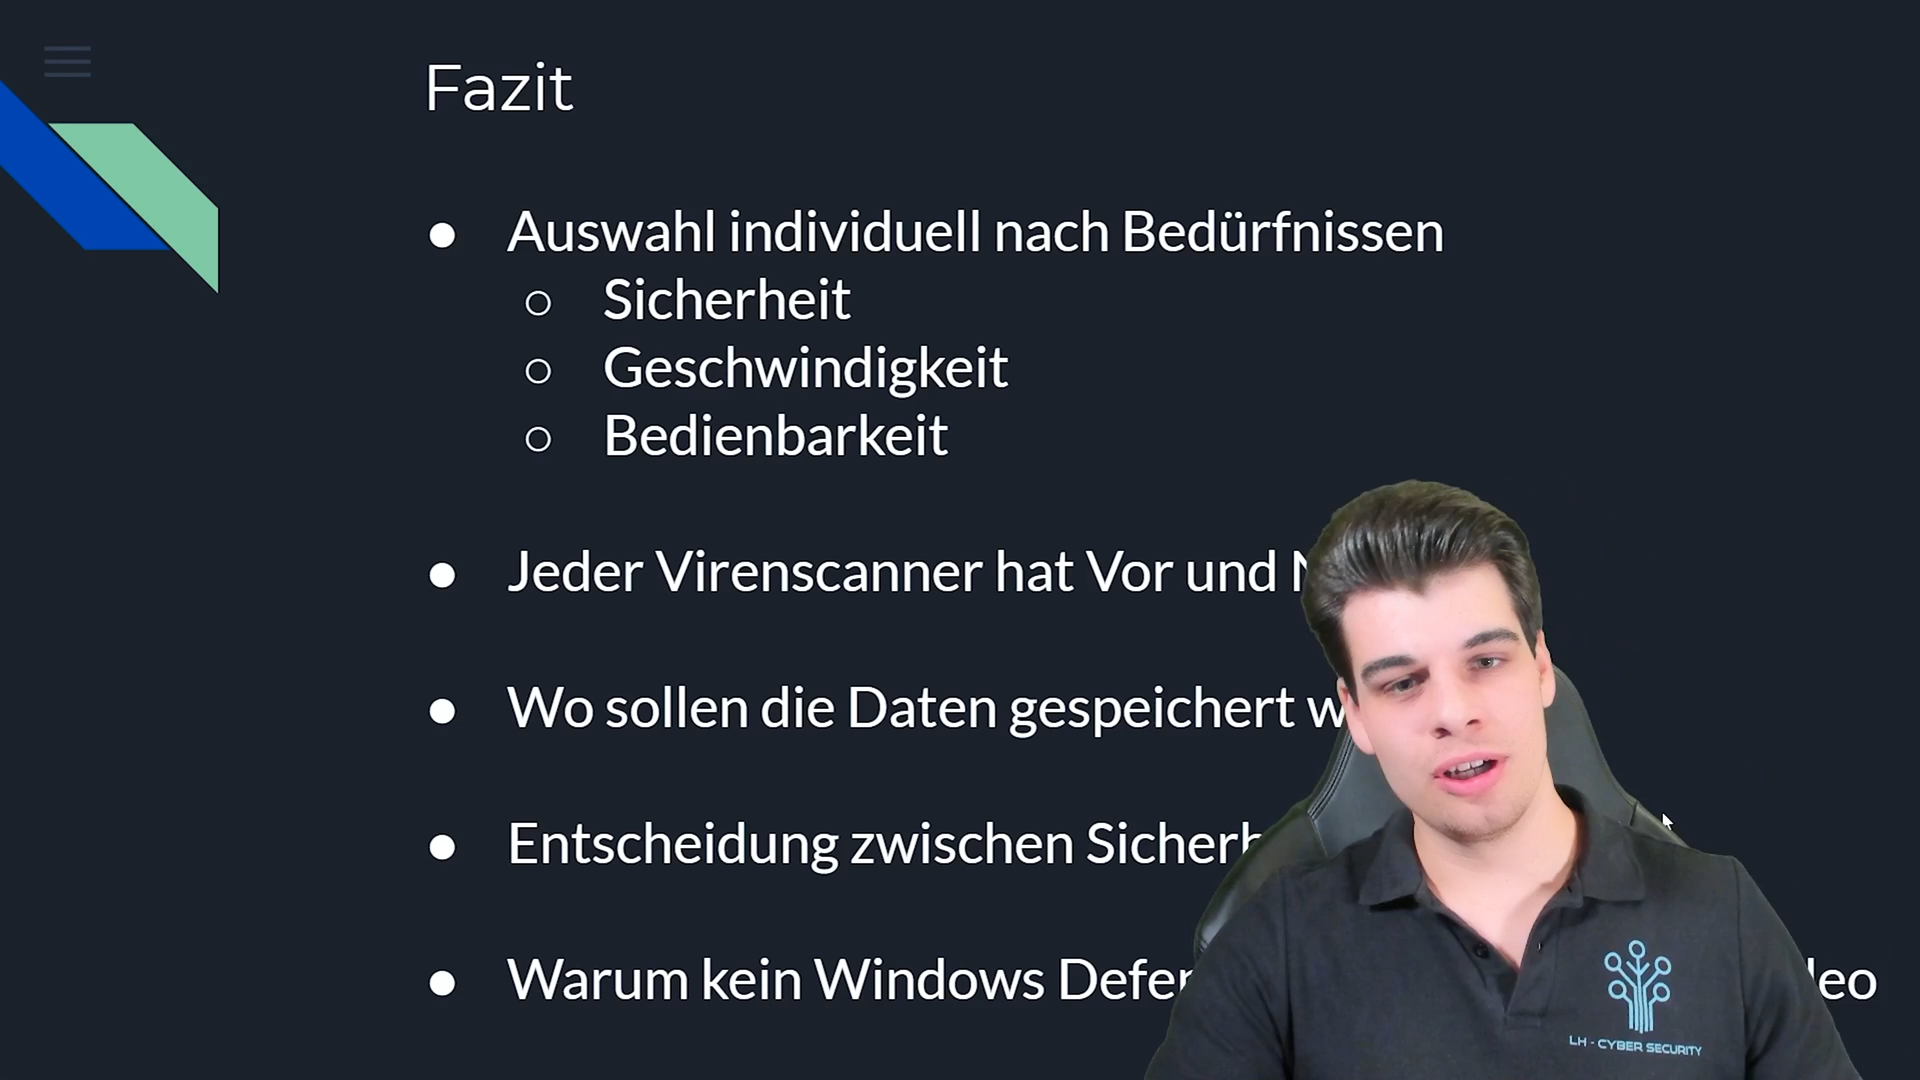 Fazit
● Auswahl individuell nach Bedürfnissen
○ Sicherheit
○ Geschwindigkeit
○ Bedienbarkeit
● Jeder Virenscanner hat Vor und
● Wo sollen die Daten gespeichert
● Entscheidung zwischen
● Warum kein Windows
LH - CYBER SECURITY